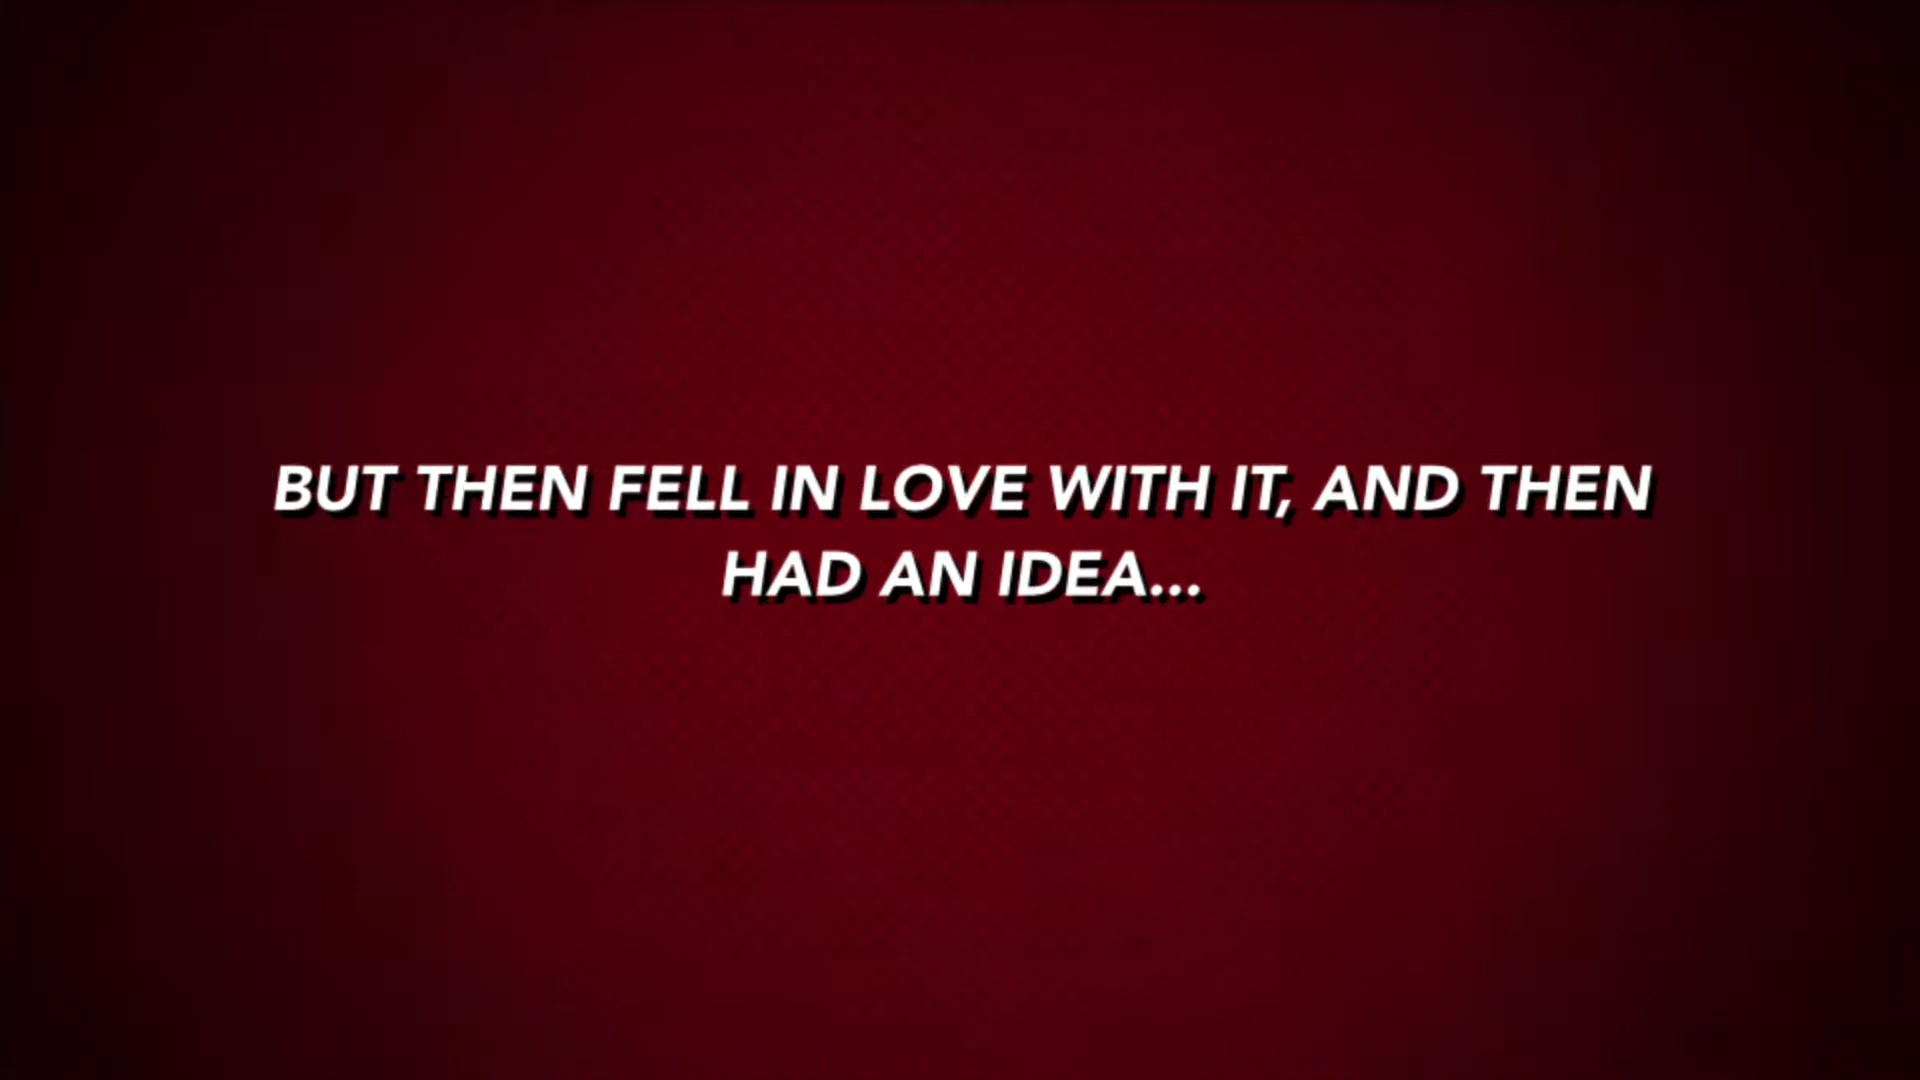 BUT THEN FELL IN LOVE WITH IT, AND THEN
HAD AN IDEA...